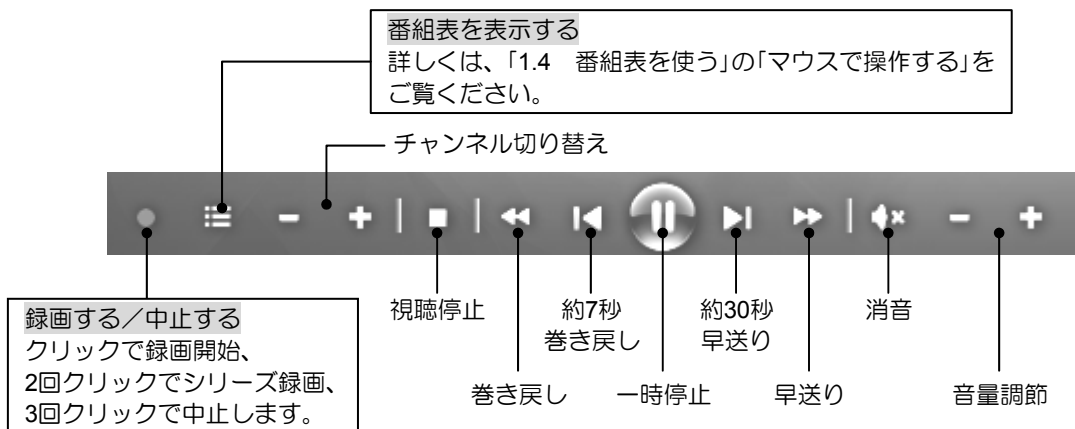 番組表を表示する
詳しくは、「1.4　番組表を使う」の「マウスで操作する」を
ご覧ください。
チャンネル切り替え
録画する／中止する
クリックで録画開始、
2回クリックでシリーズ録画、
3回クリックで中止します。
視聴停止
約7秒
巻き戻し
約30秒
早送り
消音
巻き戻し
一時停止
早送り
音量調節